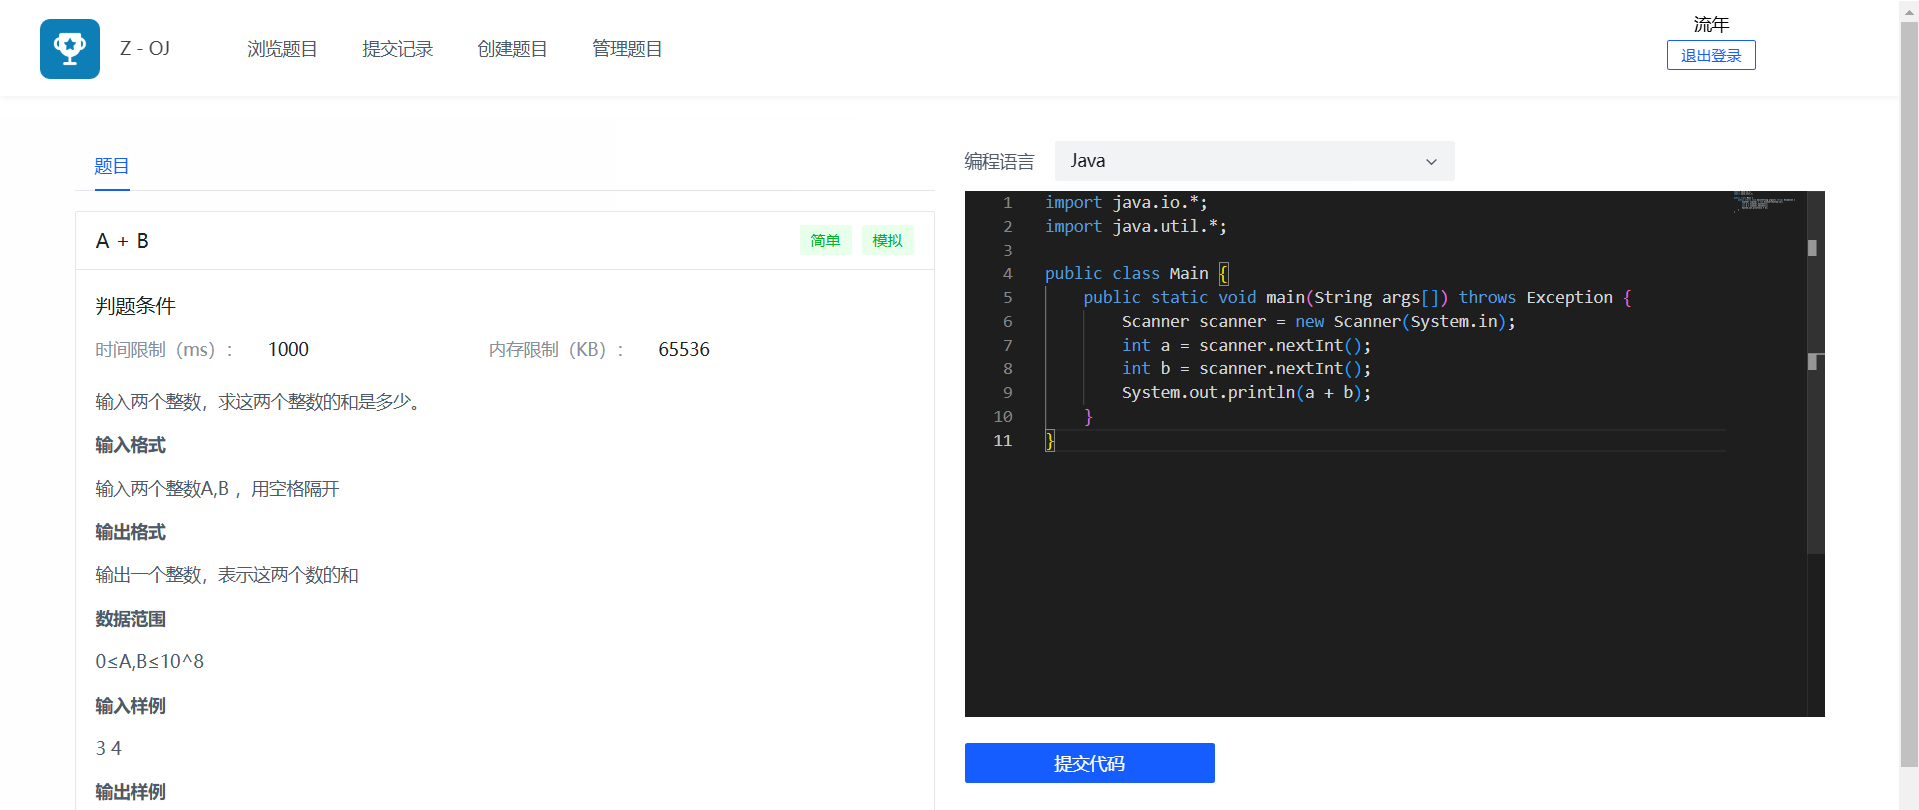 Z - OJ
浏览题目
提交记录
创建题目
管理题目
流年
退出登录
题目
A + B
简单
模拟
判题条件
时间限制（ms）： 1000
内存限制（KB）： 65536
输入两个整数，求这两个整数的和是多少。
输入格式
输入两个整数A,B ，用空格隔开
输出格式
输出一个整数，表示这两个数的和
数据范围
0≤A,B≤10^8
输入样例
3 4
输出样例
编程语言
Java
1 import java.io.*;
2 import java.util.*;
3
4 public class Main {
5     public static void main(String args[]) throws Exception {
6         Scanner scanner = new Scanner(System.in);
7         int a = scanner.nextInt();
8         int b = scanner.nextInt();
9         System.out.println(a + b);
10     }
11 }
提交代码